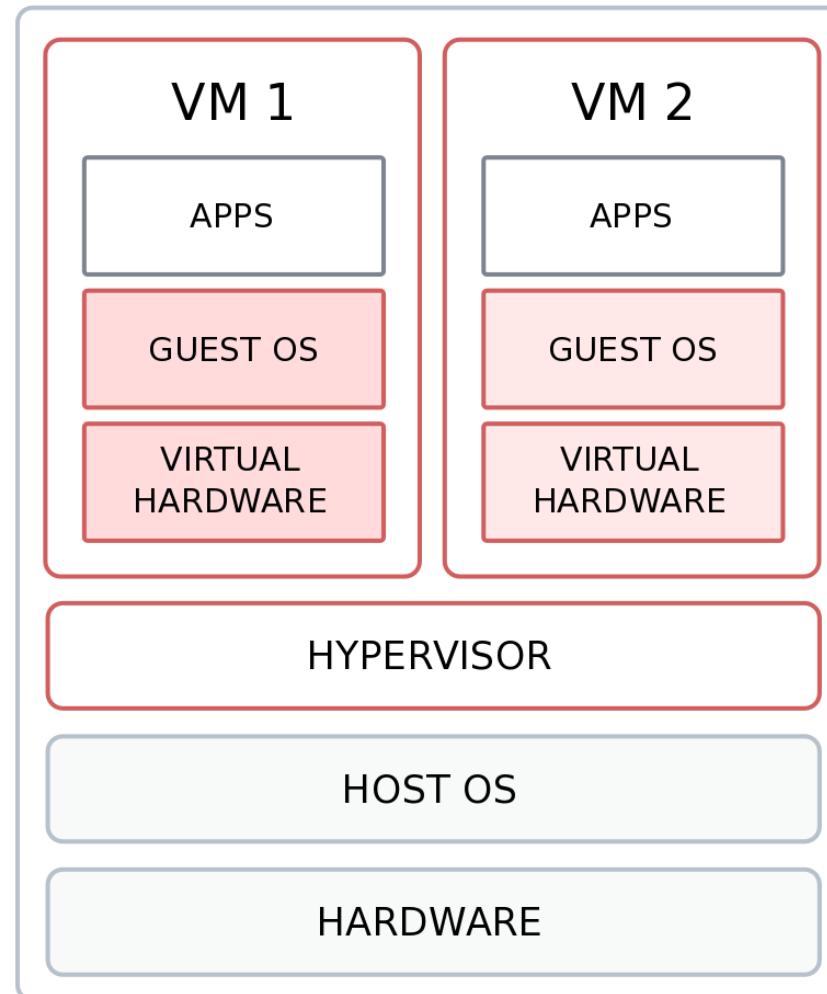 VM 1
APPS
GUEST OS
VIRTUAL
HARDWARE
VM 2
APPS
GUEST OS
VIRTUAL
HARDWARE
HYPERVISOR
HOST OS
HARDWARE